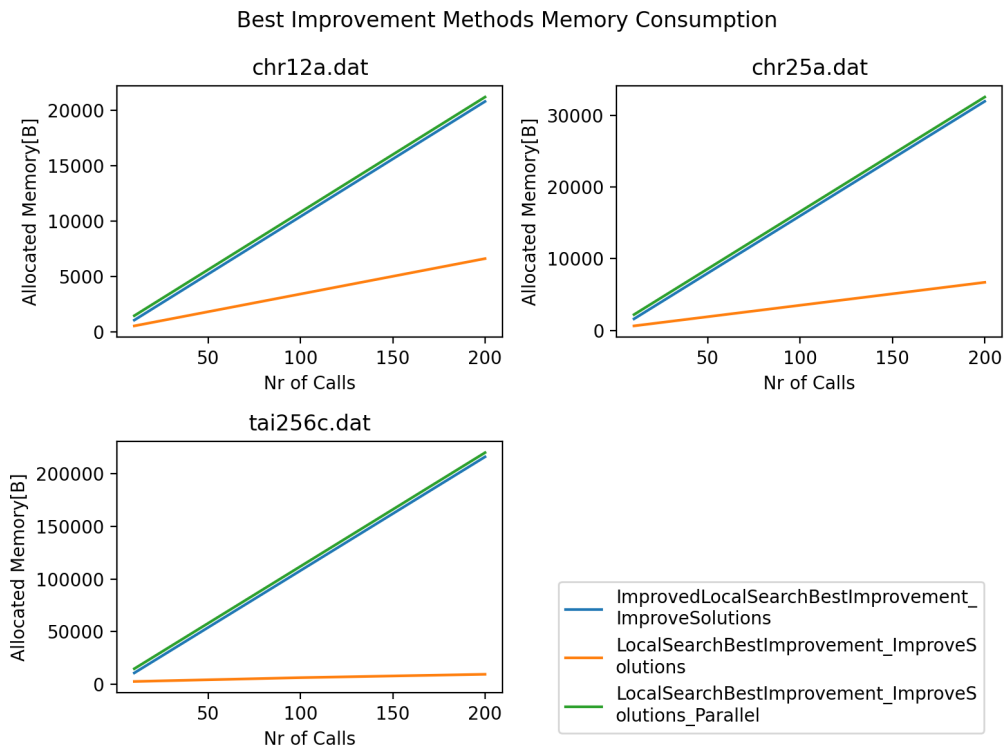 Best Improvement Methods Memory Consumption
chr12a.dat
Allocated Memory[B]
20000
15000
10000
5000
0
50
100
150
200
Nr of Calls
chr25a.dat
Allocated Memory[B]
30000
20000
10000
0
50
100
150
200
Nr of Calls
tai256c.dat
Allocated Memory[B]
200000
150000
100000
50000
0
50
100
150
200
Nr of Calls
ImprovedLocalSearchBestImprovement_
ImproveSolutions
LocalSearchBestImprovement_ImproveS
olutions
LocalSearchBestImprovement_ImproveS
olutions_Parallel